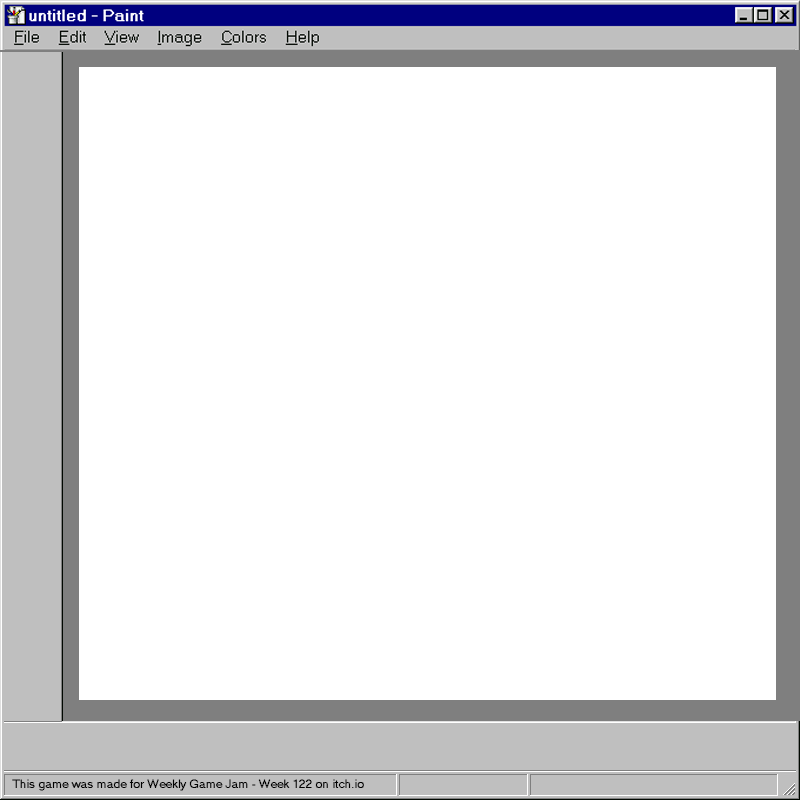 untitled - Paint
File Edit View Image Colors Help
This game was made for Weekly Game Jam - Week 122 on itch.io